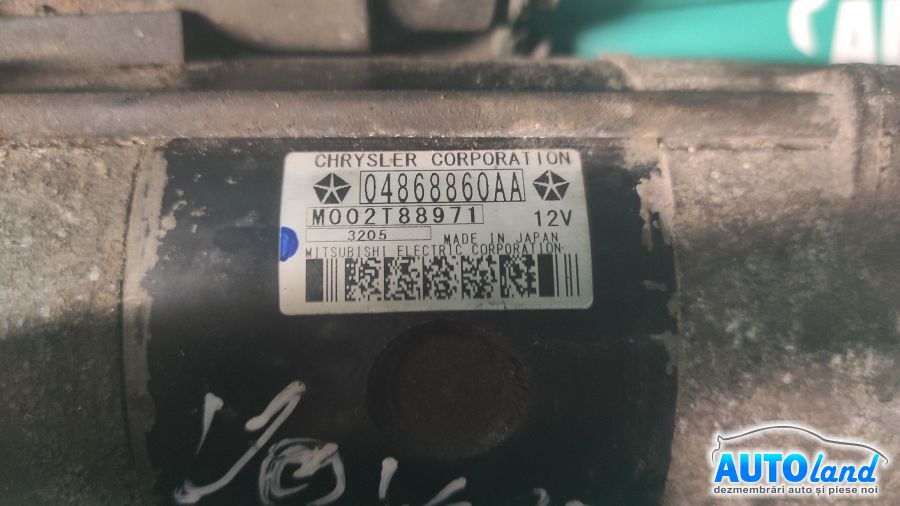 CHRYSLER CORPORATION
04868860AA
M002T88971 12V
3205 MADE IN JAPAN
MITSUBISHI ELECTRIC CORPORATION
AUTOland
dezmembrări auto și piese noi